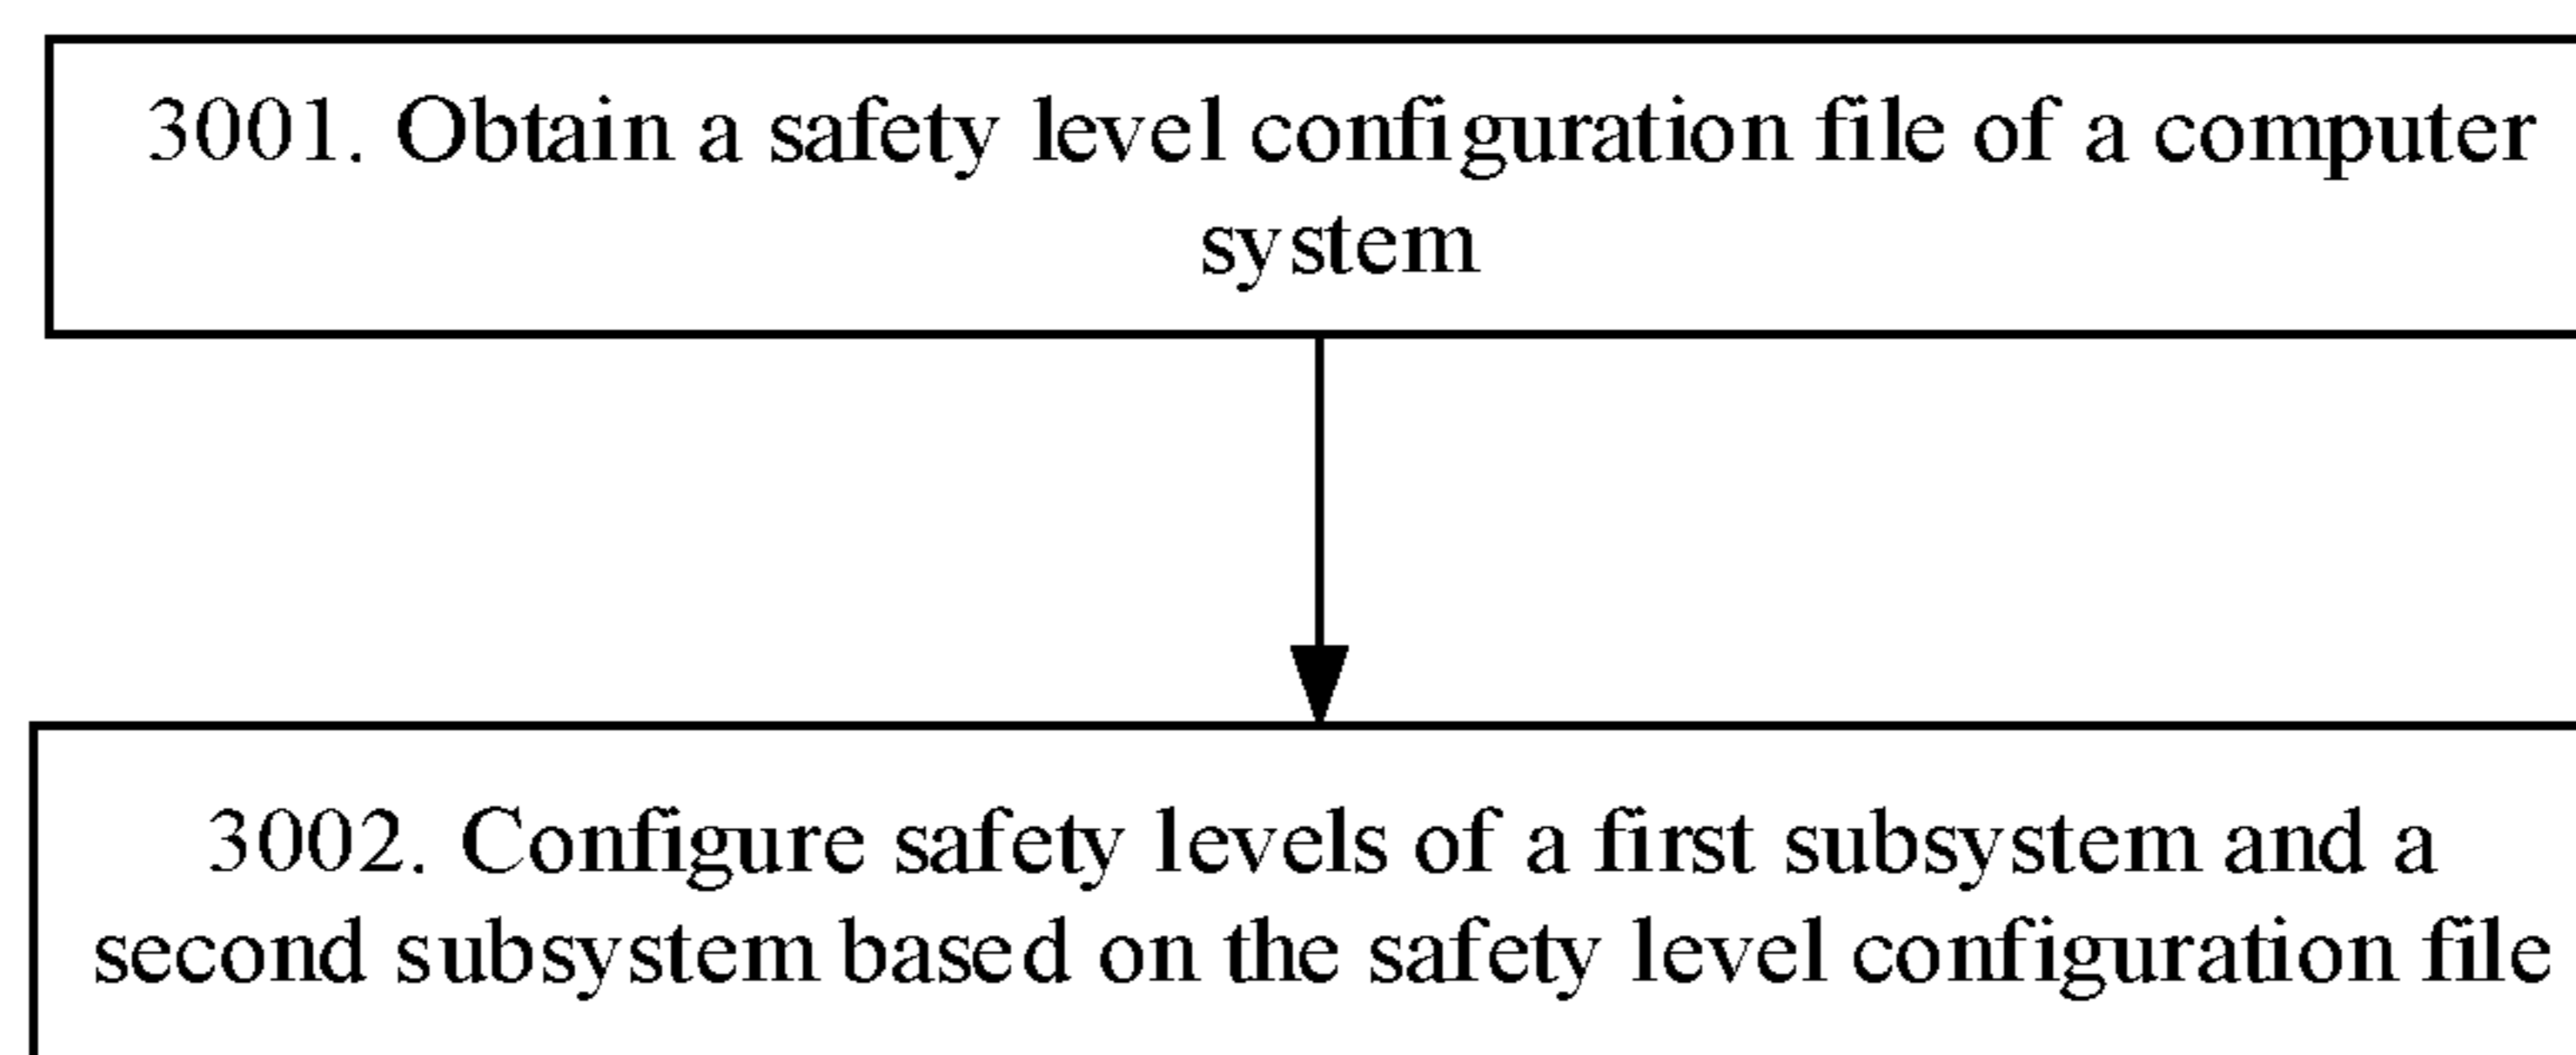 3001. Obtain a safety level configuration file of a computer
system
3002. Configure safety levels of a first subsystem and a
second subsystem based on the safety level configuration file